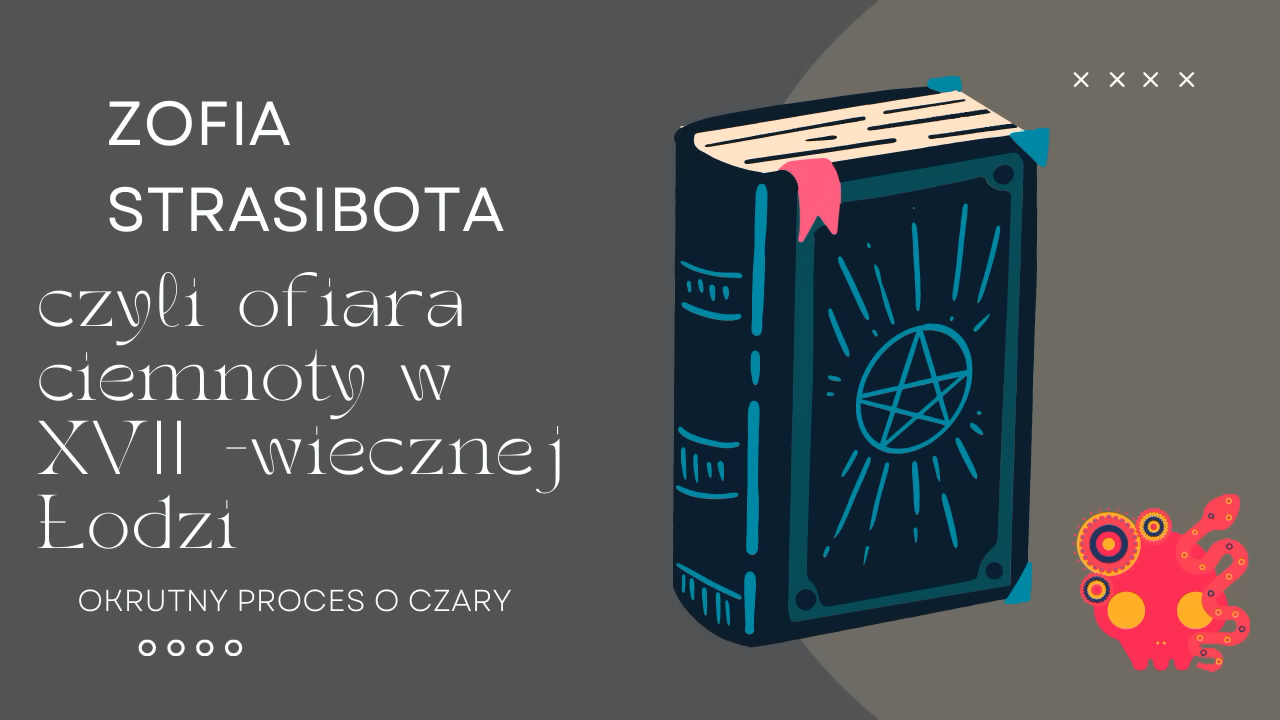 ZOFIA
STRASIBOTA
czyli ofiara
ciemnoty w
XVII -wiecznej
Łodzi
OKRUTNY PROCES O CZARY